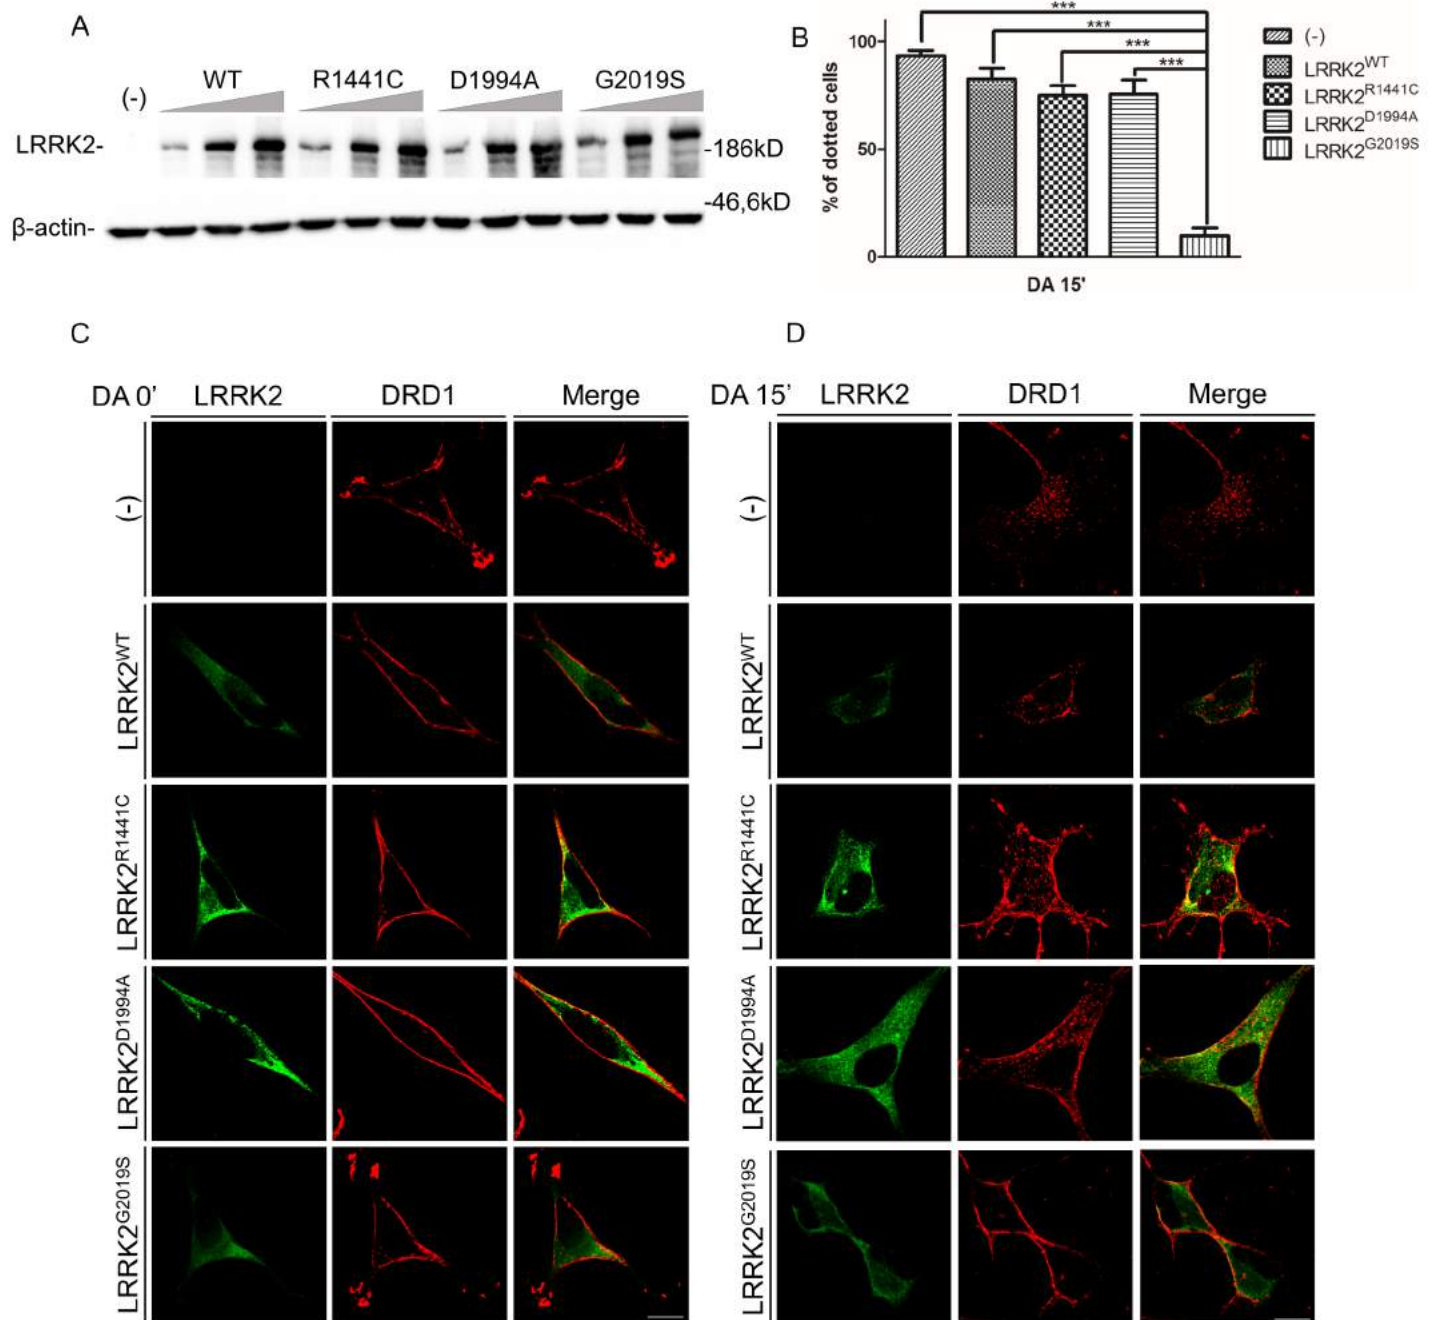 A
WT R1441C D1994A G2019S
(-)
LRRK2-
-186kD
-46,6kD
β-actin-
B
***
***
***
***
100
50
0
% of dotted cells
DA 15'
(-)
LRRK2WT
LRRK2R1441C
LRRK2D1994A
LRRK2G2019S
C
DA 0’ LRRK2 DRD1 Merge
(-)
LRRK2WT
LRRK2R1441C
LRRK2D1994A
LRRK2G2019S
D
DA 15’ LRRK2 DRD1 Merge
(-)
LRRK2WT
LRRK2R1441C
LRRK2D1994A
LRRK2G2019S